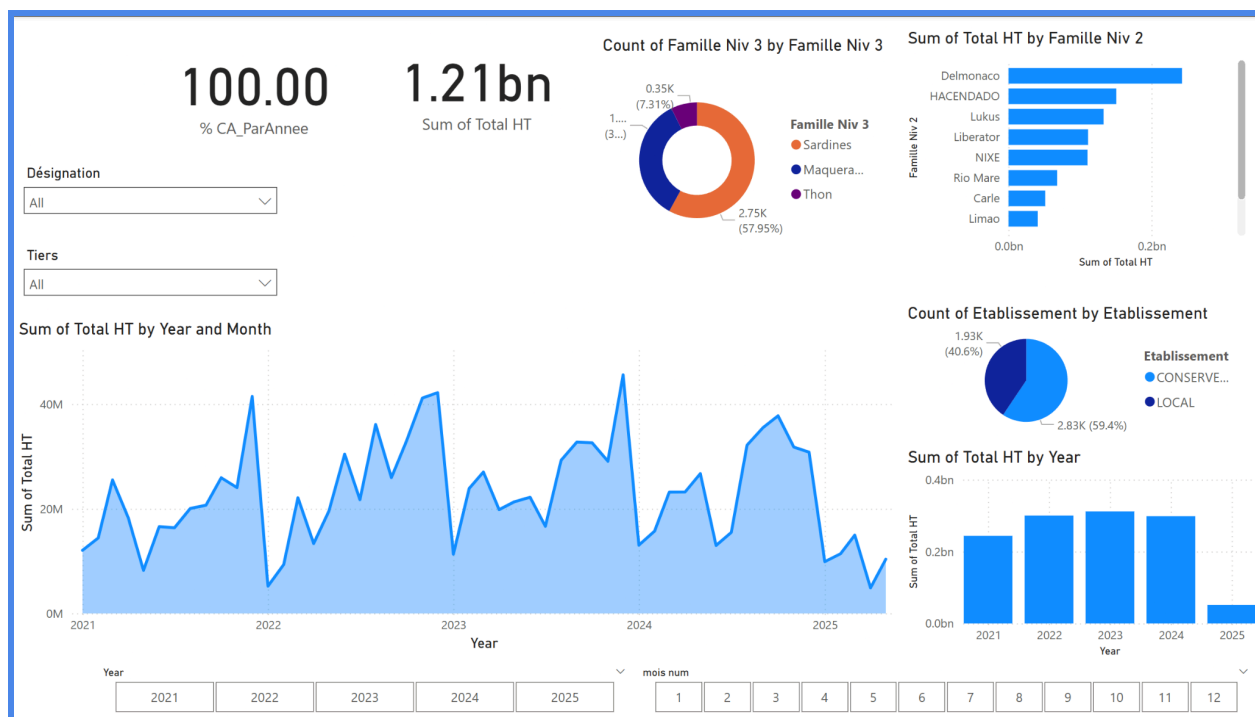 100.00
% CA_ParAnnee
1.21bn
Sum of Total HT
Désignation
All
Tiers
All
Count of Famille Niv 3 by Famille Niv 3
0.35K
(7.31%)
1....
(3...)
2.75K
(57.95%)
Famille Niv 3
Sardines
Maquera...
Thon
Sum of Total HT by Famille Niv 2
Famille Niv 2
Delmonaco
HACENDADO
Lukus
Liberator
NIXE
Rio Mare
Carle
Limao
0.0bn 0.2bn
Sum of Total HT
Count of Etablissement by Etablissement
1.93K
(40.6%)
2.83K (59.4%)
Etablissement
CONSERVE...
LOCAL
Sum of Total HT by Year and Month
Sum of Total HT
40M
20M
0M
2021 2022 2023 2024 2025
Year
Sum of Total HT by Year
Sum of Total HT
0.4bn
0.2bn
0.0bn
2021 2022 2023 2024 2025
Year
Year
2021 2022 2023 2024 2025
mois num
1 2 3 4 5 6 7 8 9 10 11 12